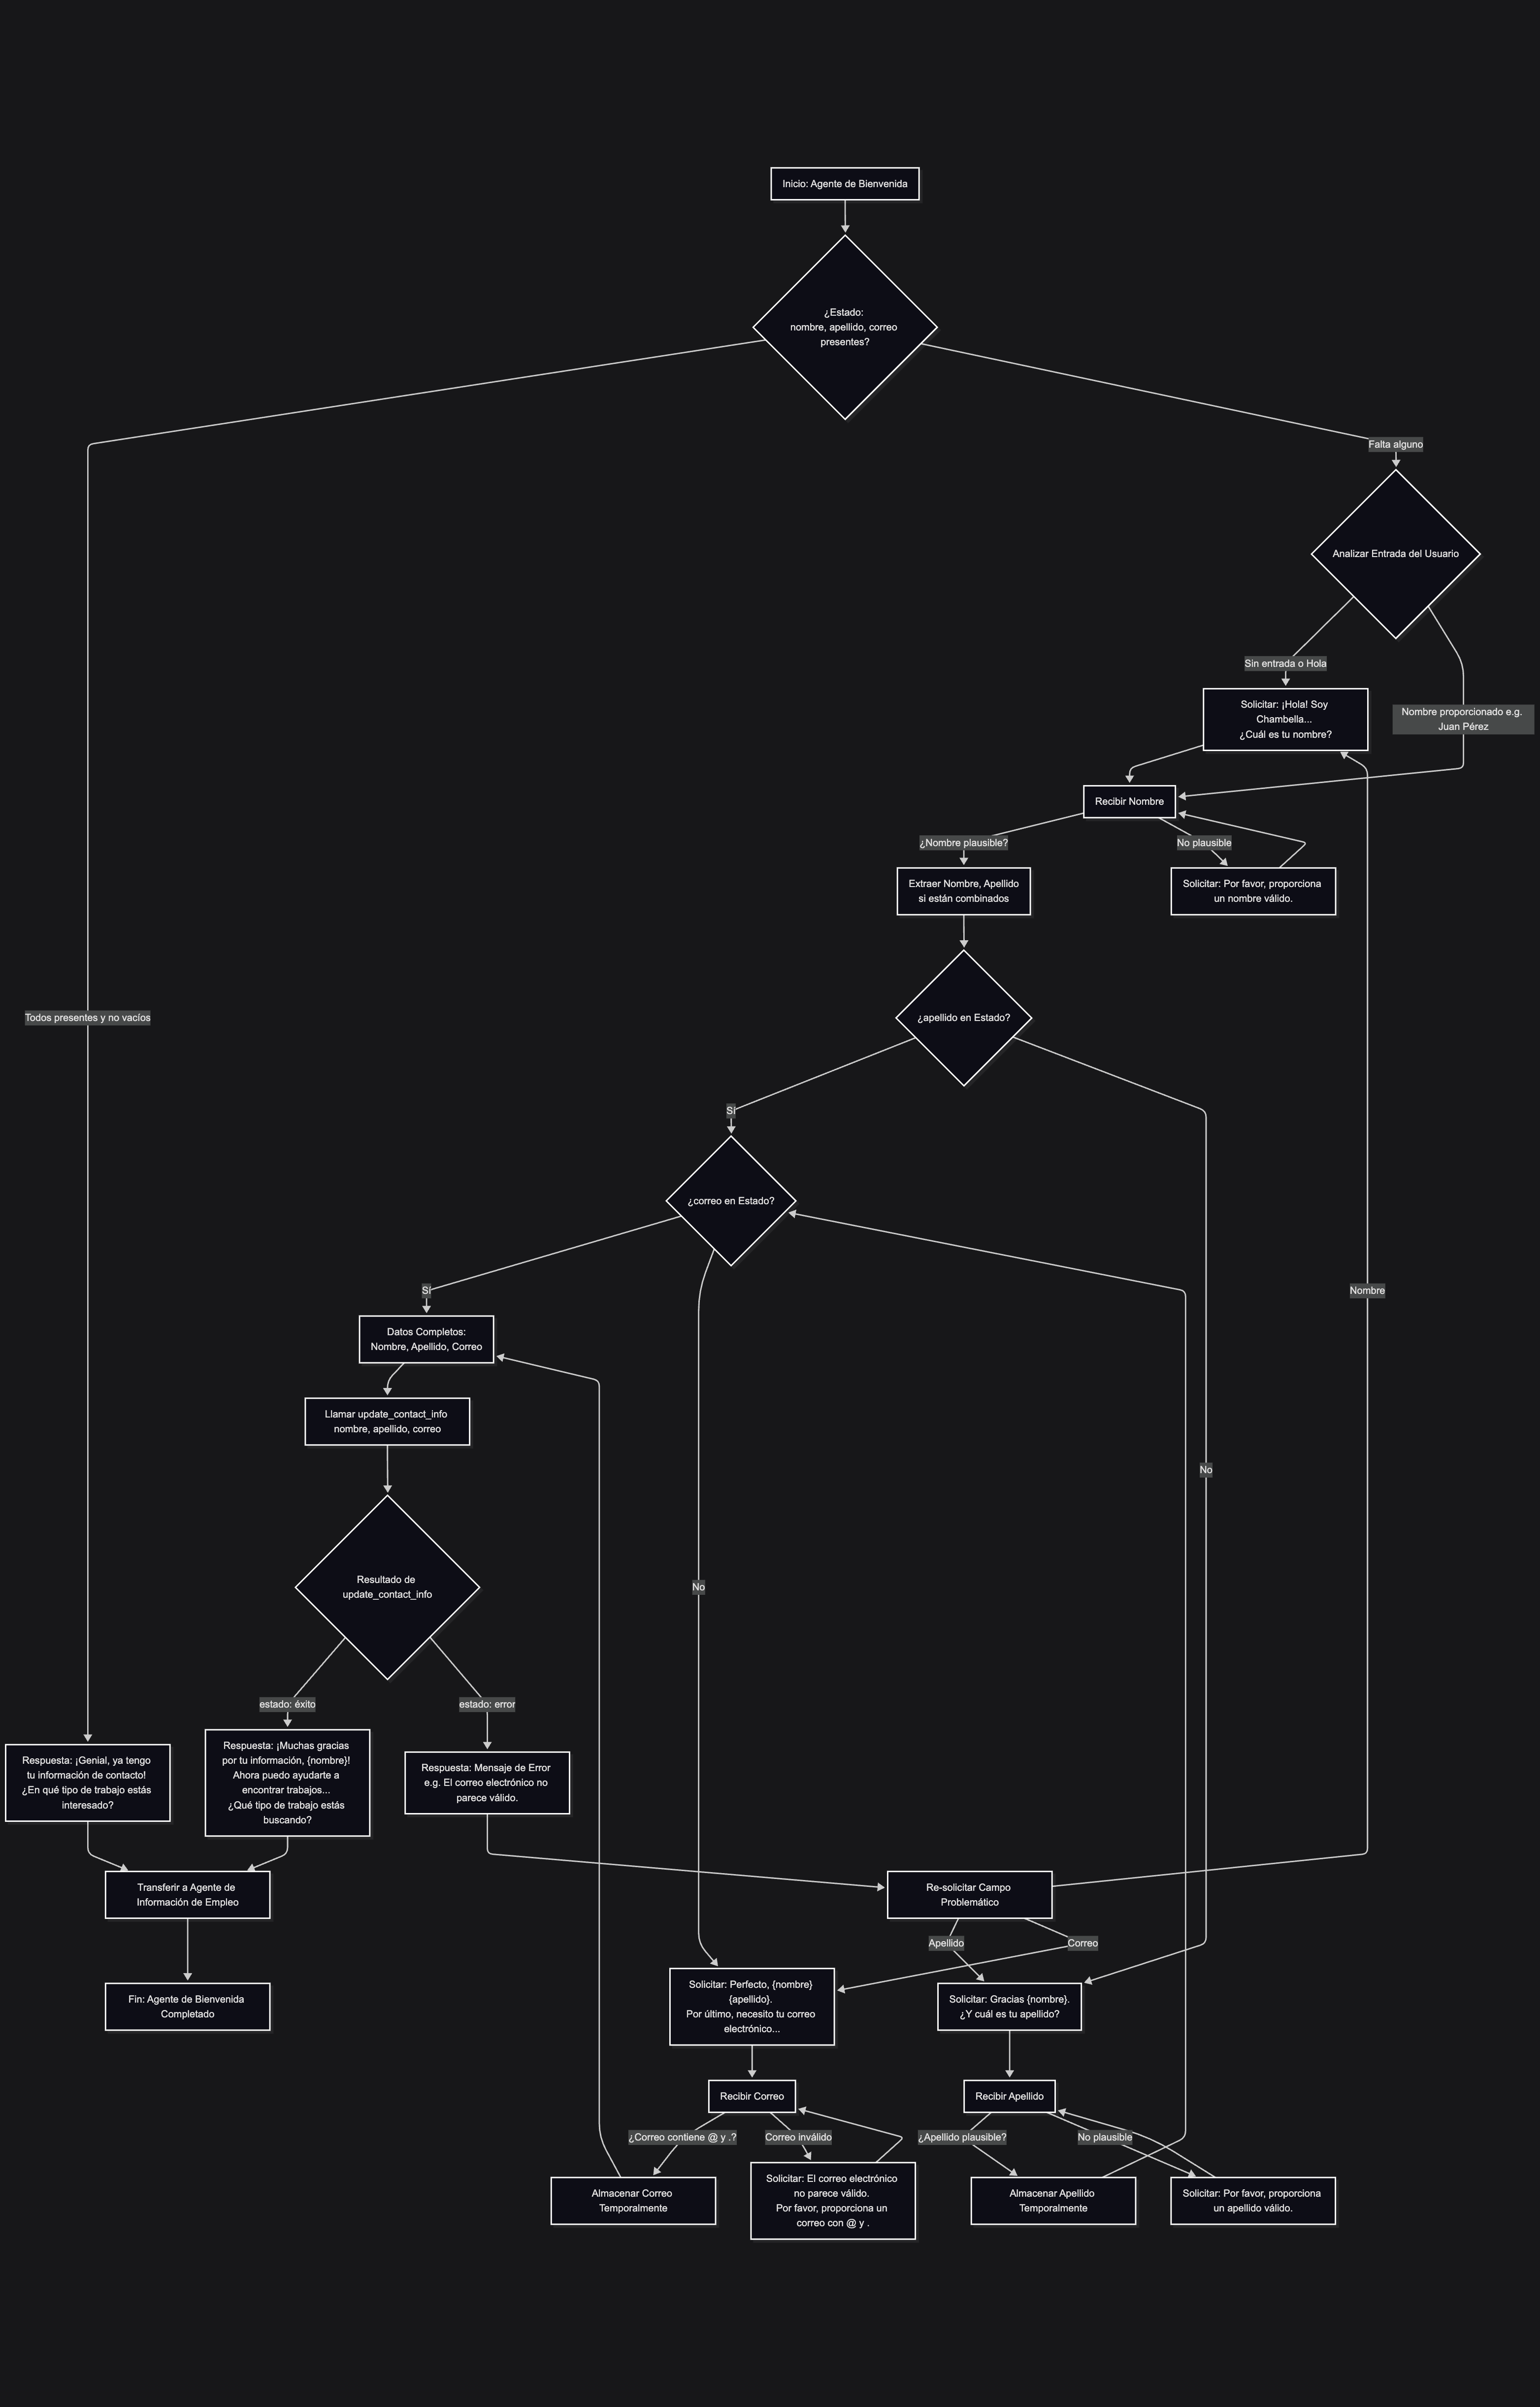 Inicio: Agente de Bienvenida
¿Estado:
nombre, apellido, correo
presentes?
Falta alguno
Analizar Entrada del Usuario
Sin entrada o Hola
Solicitar: ¡Hola! Soy
Chambella...
¿Cuál es tu nombre?
Nombre proporcionado e.g.
Juan Pérez
Recibir Nombre
¿Nombre plausible?
No plausible
Extraer Nombre, Apellido
si están combinados
Solicitar: Por favor, proporciona
un nombre válido.
¿apellido en Estado?
Todos presentes y no vacíos
Sí
¿correo en Estado?
Sí
Nombre
Datos Completos:
Nombre, Apellido, Correo
Llamar update_contact_info
nombre, apellido, correo
No
Resultado de
update_contact_info
No
estado: éxito
estado: error
Respuesta: ¡Genial, ya tengo
tu información de contacto!
¿En qué tipo de trabajo estás
interesado?
Respuesta: ¡Muchas gracias
por tu información, {nombre}!
Ahora puedo ayudarte a
encontrar trabajos...
¿Qué tipo de trabajo estás
buscando?
Respuesta: Mensaje de Error
e.g. El correo electrónico no
parece válido.
Transferir a Agente de
Información de Empleo
Re-solicitar Campo
Problemático
Apellido
Correo
Fin: Agente de Bienvenida
Completado
Solicitar: Perfecto, {nombre}
{apellido}.
Por último, necesito tu correo
electrónico...
Solicitar: Gracias {nombre}.
¿Y cuál es tu apellido?
Recibir Correo
Recibir Apellido
¿Correo contiene @ y .?
Correo inválido
¿Apellido plausible?
No plausible
Almacenar Correo
Temporalmente
Solicitar: El correo electrónico
no parece válido.
Por favor, proporciona un
correo con @ y .
Almacenar Apellido
Temporalmente
Solicitar: Por favor, proporciona
un apellido válido.